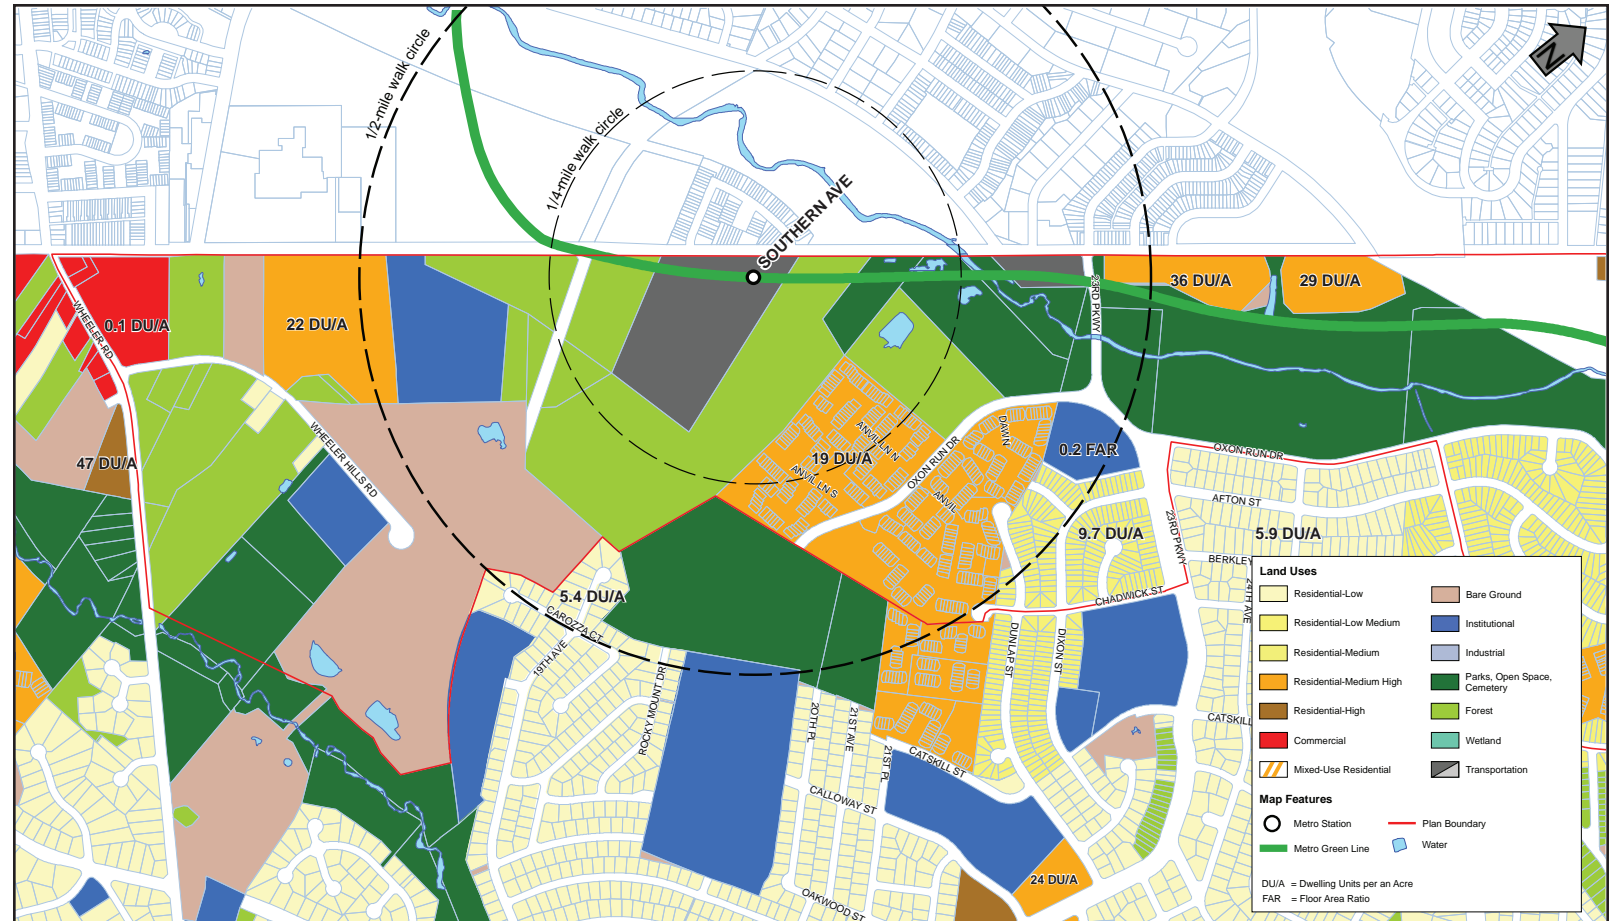 1/2-mile walk circle
1/4-mile walk circle
N
SOUTHERN AVE
WHEELER RD
0.1 DU/A
22 DU/A
23RD PKWY
36 DU/A
29 DU/A
47 DU/A
WHEELER HILLS RD
ANVIL LN N
19 DU/A
ANVIL LN S
OXON RUN DR
DAWN
ANVIL
0.2 FAR
OXON RUN DR
AFTON ST
23RD PKWY
9.7 DU/A
5.9 DU/A
BERKLEY
24TH AVE
5.4 DU/A
CAROZZA CT
CHADWICK ST
19TH AVE
DUNLAP ST
DIXON ST
ROCKY MOUNT DR
20TH PL
21ST AVE
21ST PL
CATSKILL ST
CATSKILL
CALLOWAY ST
OAKWOOD ST
24 DU/A
Land Uses
Residential-Low
Residential-Low Medium
Residential-Medium
Residential-Medium High
Residential-High
Commercial
Mixed-Use Residential
Bare Ground
Institutional
Industrial
Parks, Open Space,
Cemetery
Forest
Wetland
Transportation
Map Features
Metro Station
Metro Green Line
Plan Boundary
Water
DU/A = Dwelling Units per an Acre
FAR = Floor Area Ratio